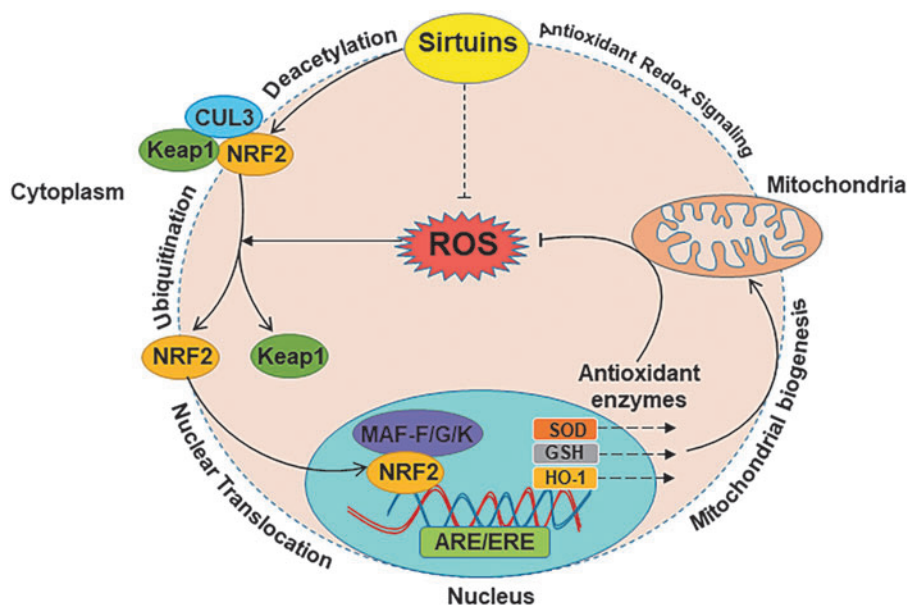 Sirtuins
Deacetylation
Antioxidant Redox Signaling
CUL3
Keap1
NRF2
Cytoplasm
Mitochondria
ROS
Ubiquitination
NRF2
Keap1
Antioxidant
enzymes
Mitochondrial biogenesis
Nuclear Translocation
MAF-F/G/K
NRF2
SOD
GSH
HO-1
ARE/ERE
Nucleus